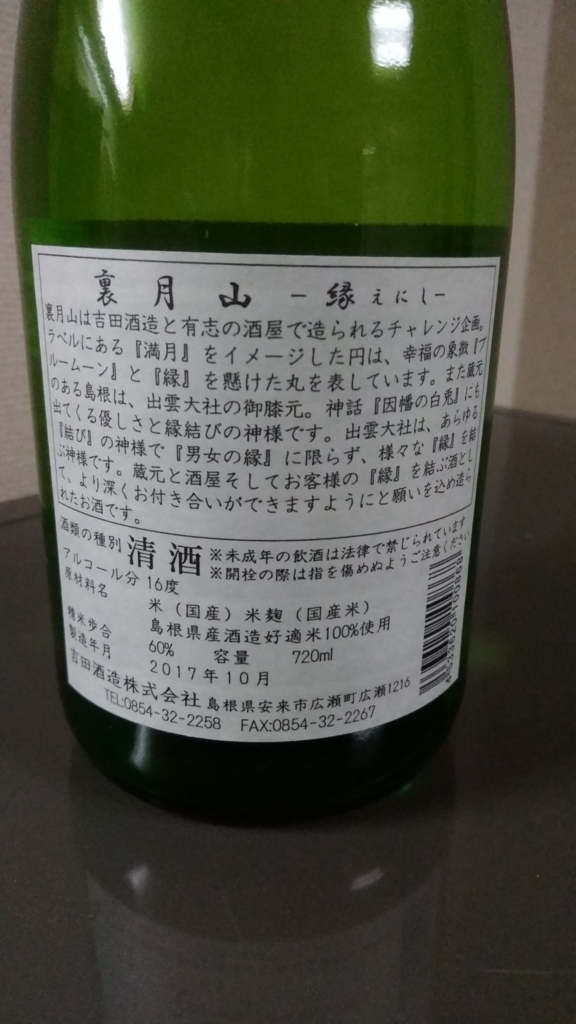 裏月山 －縁えにし－
裏月山は吉田酒造と有志の酒屋で造られるチャレンジ企画。
ラベルにある『満月』をイメージした円は、幸福の象徴『ブ
ルームーン』と『縁』を懸けた丸を表しています。また蔵元
のある島根は、出雲大社の御膝元。神話『因幡の白兎』にも
出てくる優しさと縁結びの神様です。出雲大社は、あらゆる
『結び』の神様で『男女の縁』に限らず、様々な『縁』を結
ぶ神様です。蔵元と酒屋そしてお客様の『縁』を結ぶ酒とし
て、より深くお付き合いができますようにと願いを込め造ら
れたお酒です。
酒類の種別 清酒 ※未成年の飲酒は法律で禁じられています
※開栓の際は指を傷めぬようご注意ください
アルコール分 16度
原材料名 米（国産）米麹（国産米）
島根県産酒造好適米100%使用
精米歩合 60% 容量 720ml
製造年月 2017年10月
吉田酒造株式会社 島根県安来市広瀬町広瀬1216
TEL:0854-32-2258 FAX:0854-32-2267